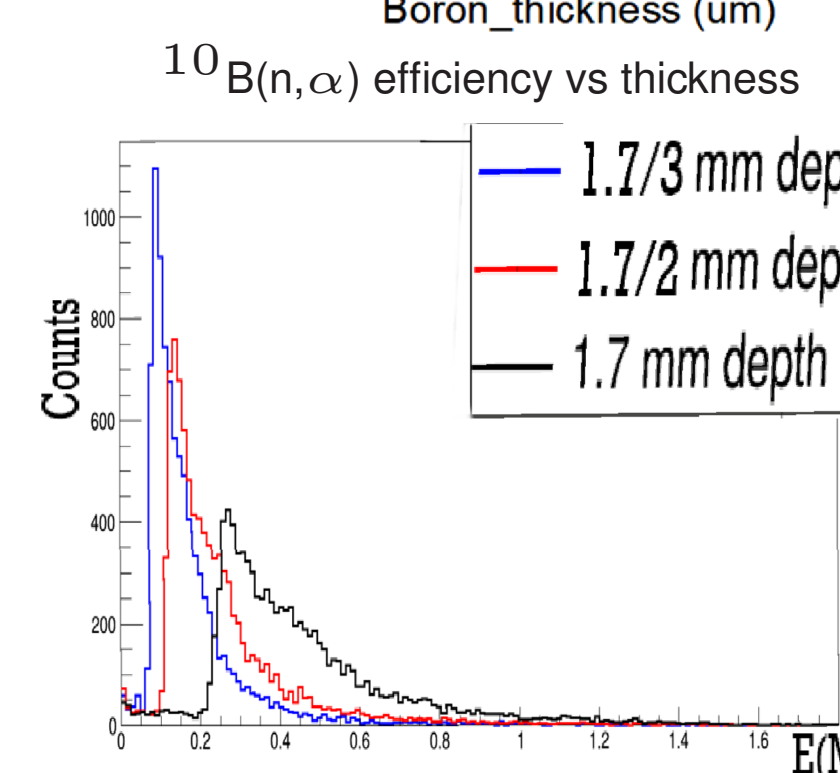 Boron_thickness (um)
10B(n,α) efficiency vs thickness
1.7/3 mm dep
1.7/2 mm dep
1.7 mm depth
Counts
1000
800
600
400
200
0
0 0.2 0.4 0.6 0.8 1 1.2 1.4 1.6
E(M